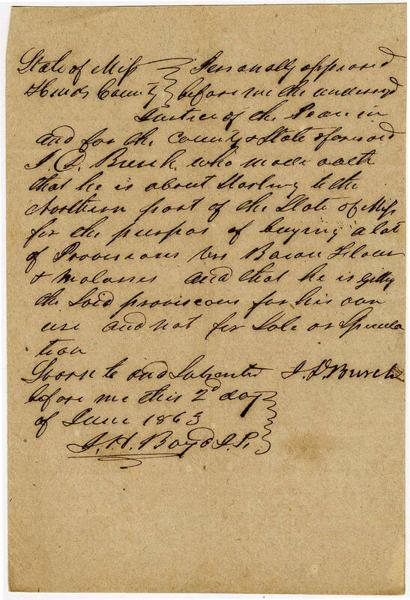 State of Miss } Personally appeared
Hinds County } before me the undersigd
Justice of the Peace in
and for the County & State aforesaid
J D. Burch who made oath
that he is about starting to the
Northern part of the State of Miss
for the purpos of buying a lot
of Provisions viz Bacon Flour
& Molasses and that he is getting
the Said provisions for his own
use and not for Sale or Specula
tion
Sworn to and Subscribed J. D Burch
before me this 2d day
of June 1863
J. H. Boyd J.P.